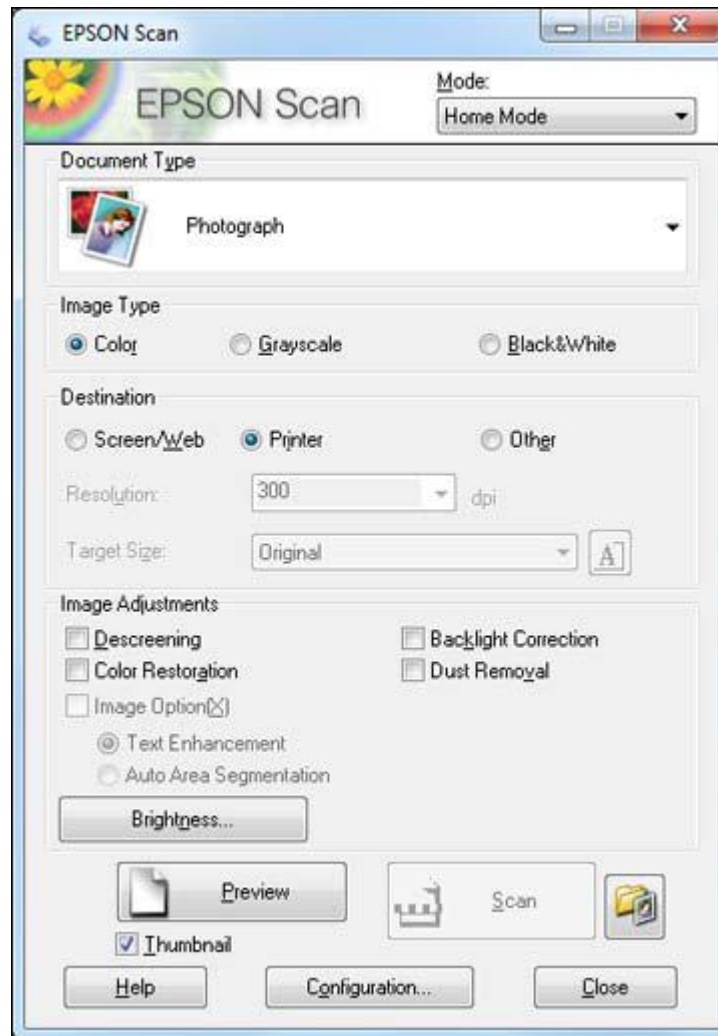 EPSON Scan
EPSON Scan
Mode:
Home Mode
Document Type
Photograph
Image Type
Color Grayscale Black&White
Destination
Screen/Web Printer Other
Resolution: 300 dpi
Target Size: Original A
Image Adjustments
Descreening Backlight Correction
Color Restoration Dust Removal
Image Option(X)
Text Enhancement
Auto Area Segmentation
Brightness...
Preview Scan
Thumbnail
Help Configuration... Close